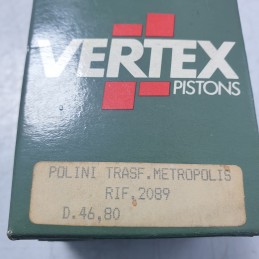 VERTEX
PISTONS
POLINI TRASF.METROPOLIS
RIF.2089
D.46,80